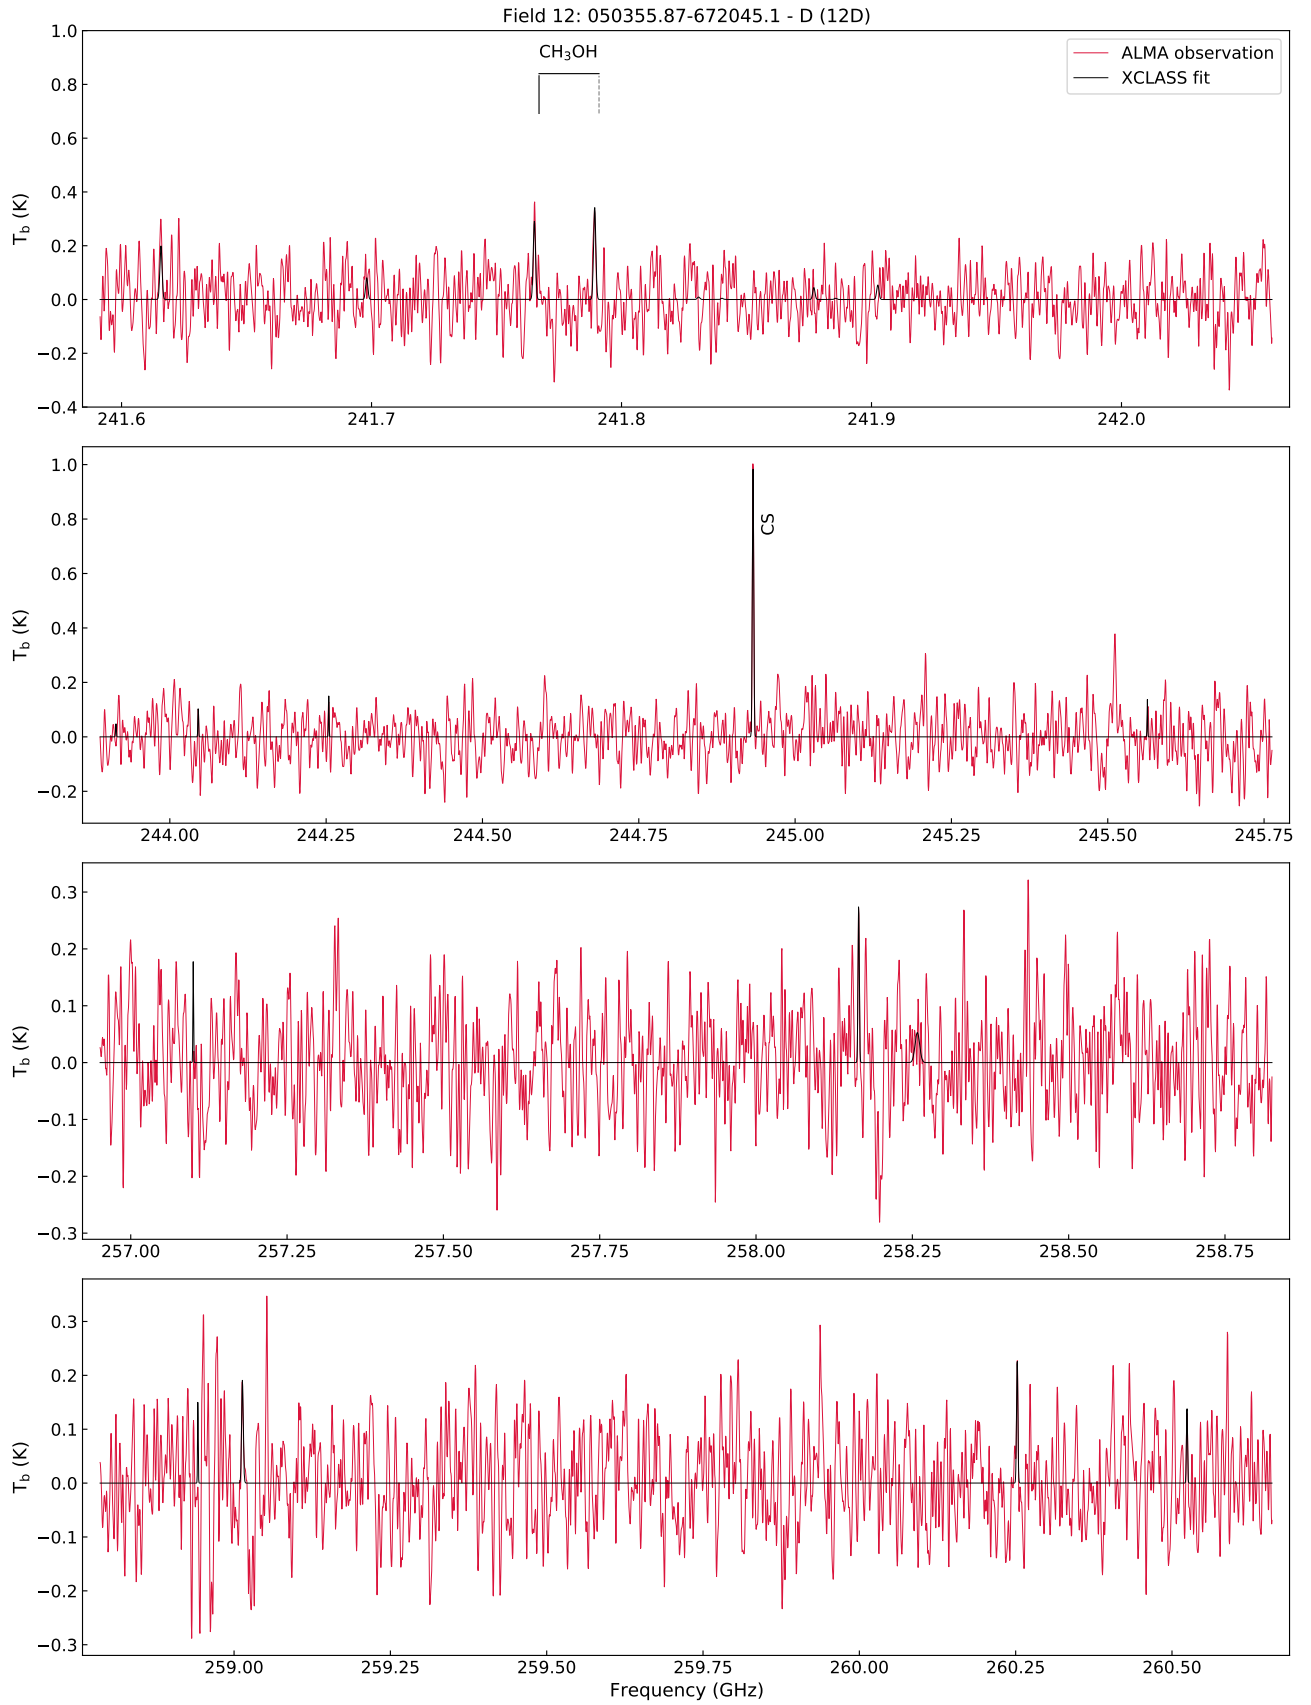 Field 12: 050355.87-672045.1 - D (12D)
CH₃OH
ALMA observation
XCLASS fit
T_b (K)
1.0
0.8
0.6
0.4
0.2
0.0
−0.2
−0.4
241.6 241.7 241.8 241.9 242.0
CS
T_b (K)
1.0
0.8
0.6
0.4
0.2
0.0
−0.2
244.00 244.25 244.50 244.75 245.00 245.25 245.50 245.75
T_b (K)
0.3
0.2
0.1
0.0
−0.1
−0.2
−0.3
257.00 257.25 257.50 257.75 258.00 258.25 258.50 258.75
T_b (K)
0.3
0.2
0.1
0.0
−0.1
−0.2
−0.3
259.00 259.25 259.50 259.75 260.00 260.25 260.50
Frequency (GHz)